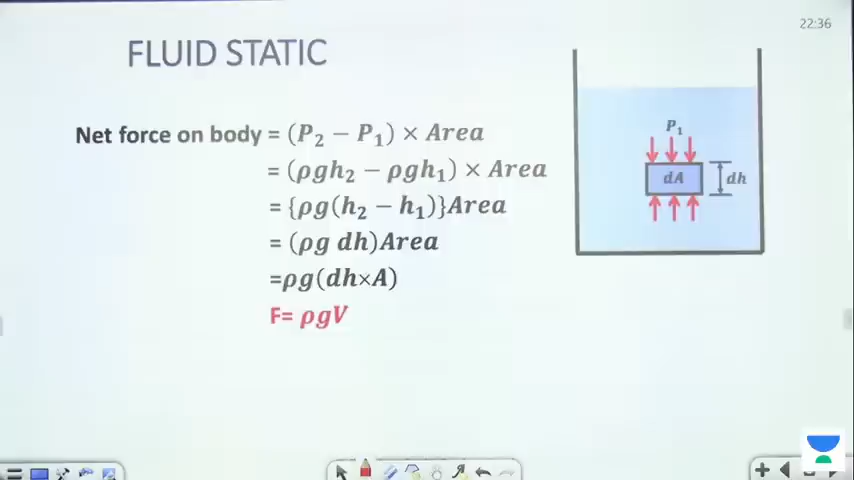 22:36
FLUID STATIC
Net force on body = (P₂ − P₁) × Area
= (ρgh₂ − ρgh₁) × Area
= {ρg(h₂ − h₁)}Area
= (ρg dh)Area
=ρg(dh×A)
F= ρgV
P₁
dA
dh